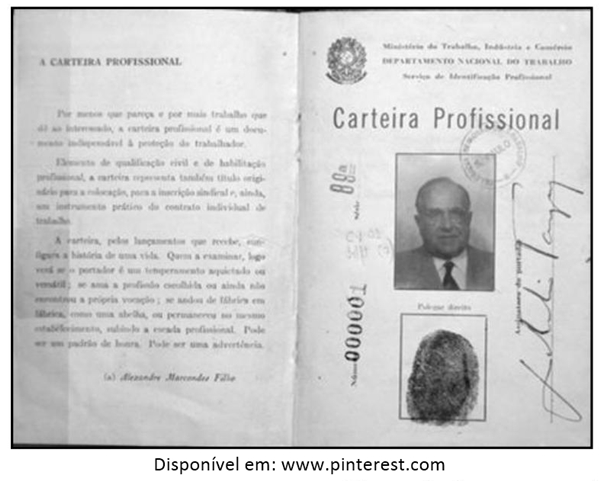 A CARTEIRA PROFISSIONAL
Por menos que pareça e por mais trabalho que
dê ao interessado, a carteira profissional é um docu-
mento indispensável à proteção do trabalhador.
Elemento de qualificação civil e de habilitação
profissional, a carteira representa também título origi-
nário para a colocação, para a inscrição sindical e, ainda,
um instrumento prático do contrato individual de
trabalho.
A carteira, pelos lançamentos que recebe, confi-
gura a história de uma vida. Quem a examinar, logo
verá se o portador é um temperamento aquietado ou
versátil; se ama a profissão escolhida ou ainda não
encontrou a própria vocação; se andou de fábrica em
fábrica, como uma abelha, ou permaneceu no mesmo
estabelecimento, subindo a escada profissional. Pode
ser um padrão de honra. Pode ser uma advertência.
(a) Alexandre Marcondes Filho
Ministério do Trabalho, Indústria e Comércio
DEPARTAMENTO NACIONAL DO TRABALHO
Serviço de Identificação Profissional
Carteira Profissional
série 88a
Número 000001
Polegar direito
Assinatura do portador
Disponível em: www.pinterest.com